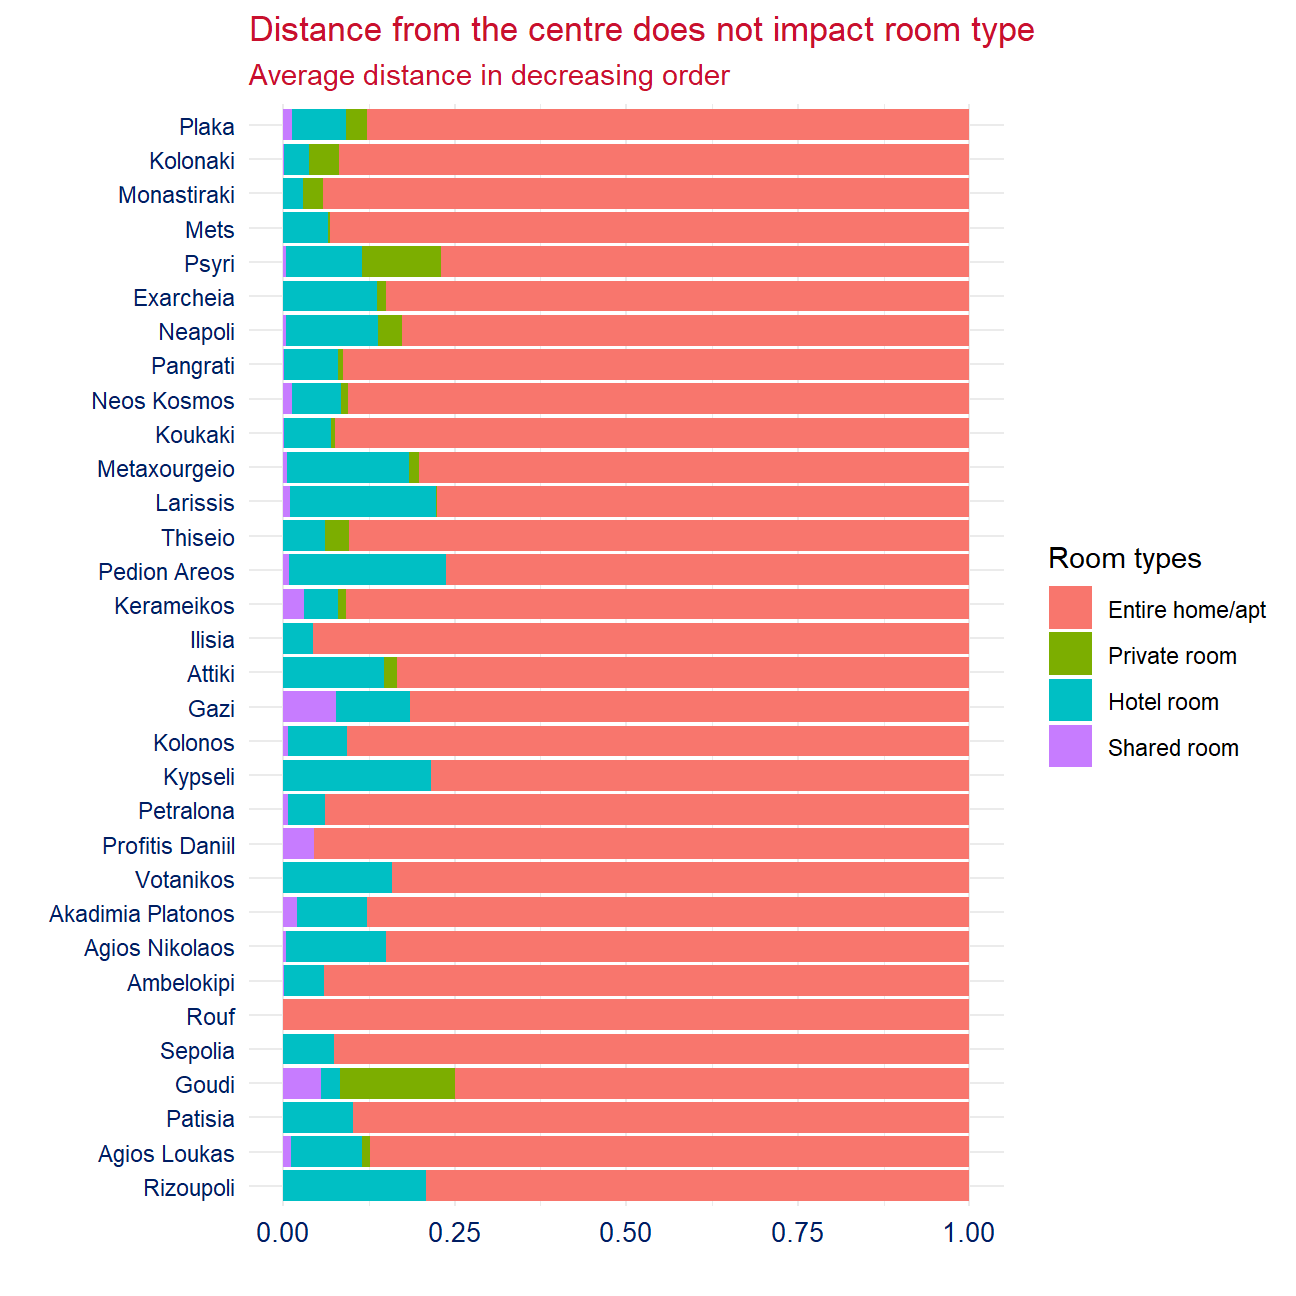 Distance from the centre does not impact room type
Average distance in decreasing order
Plaka
Kolonaki
Monastiraki
Mets
Psyri
Exarcheia
Neapoli
Pangrati
Neos Kosmos
Koukaki
Metaxourgeio
Larissis
Thiseio
Pedion Areos
Kerameikos
Ilisia
Attiki
Gazi
Kolonos
Kypseli
Petralona
Profitis Daniil
Votanikos
Akadimia Platonos
Agios Nikolaos
Ambelokipi
Rouf
Sepolia
Goudi
Patisia
Agios Loukas
Rizoupoli
0.00 0.25 0.50 0.75 1.00
Room types
Entire home/apt
Private room
Hotel room
Shared room